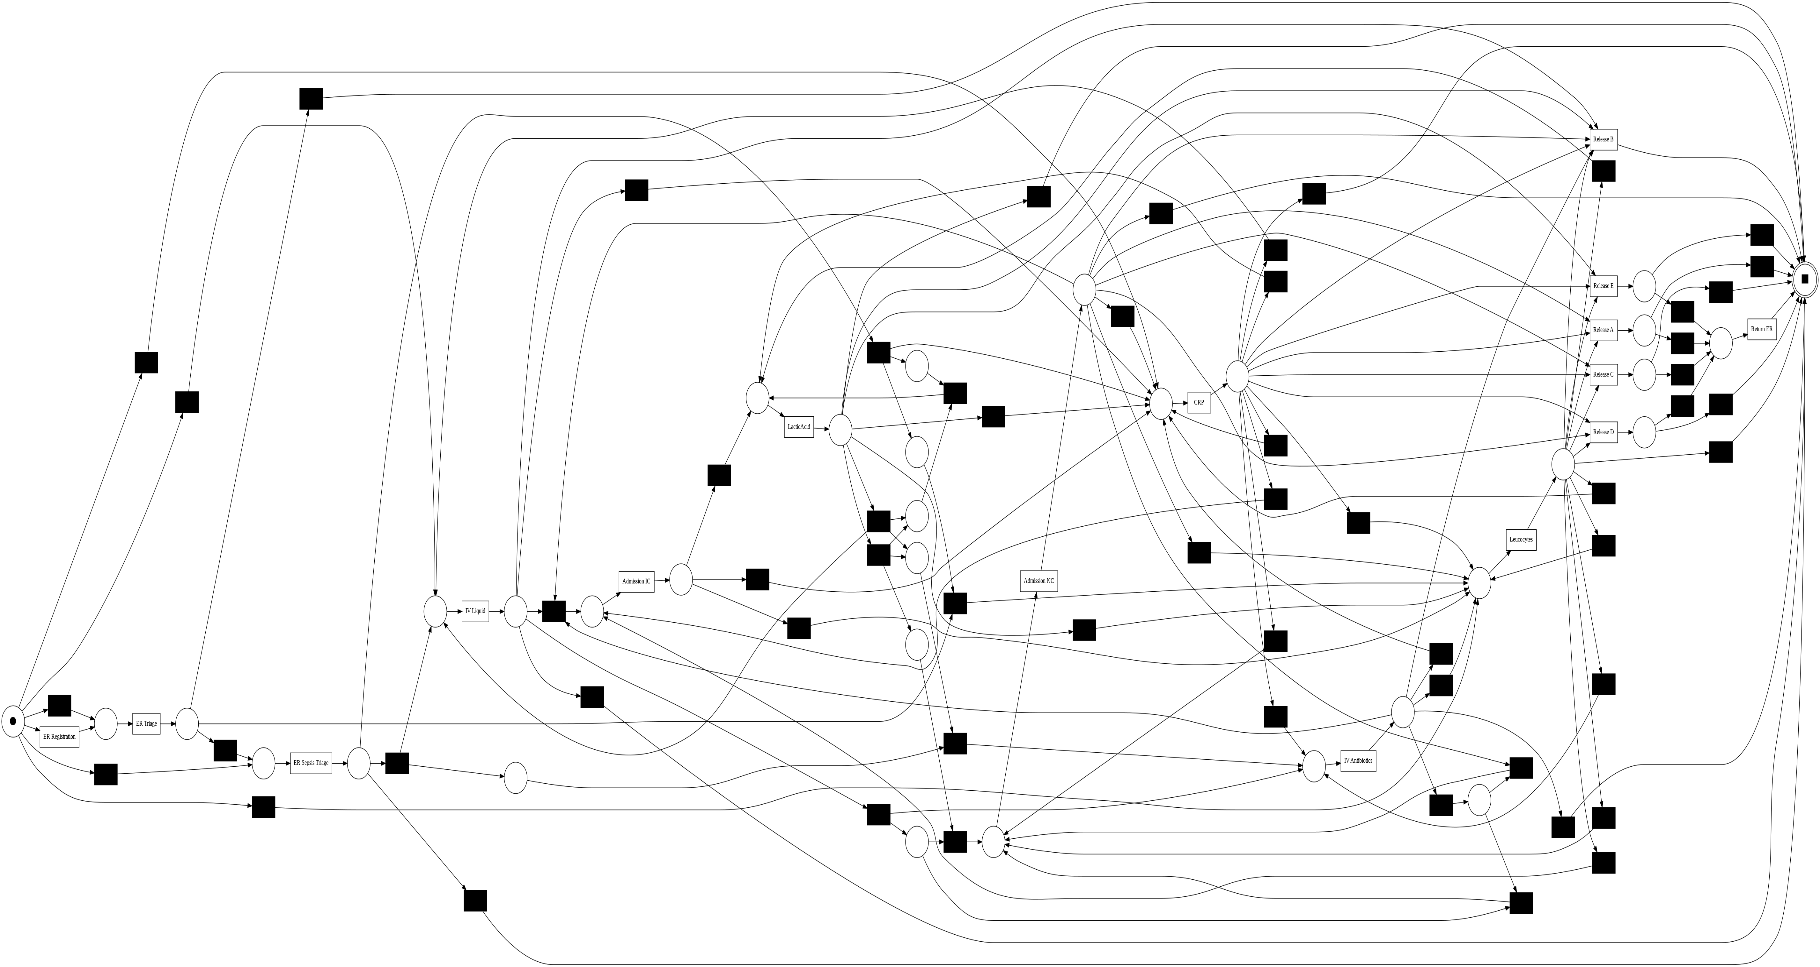 ER Registration
ER Triage
ER Sepsis Triage
IV Liquid
Admission IC
LacticAcid
Admission NC
CRP
IV Antibiotics
Leucocytes
Release B
Release A
Release C
Release D
Return ER